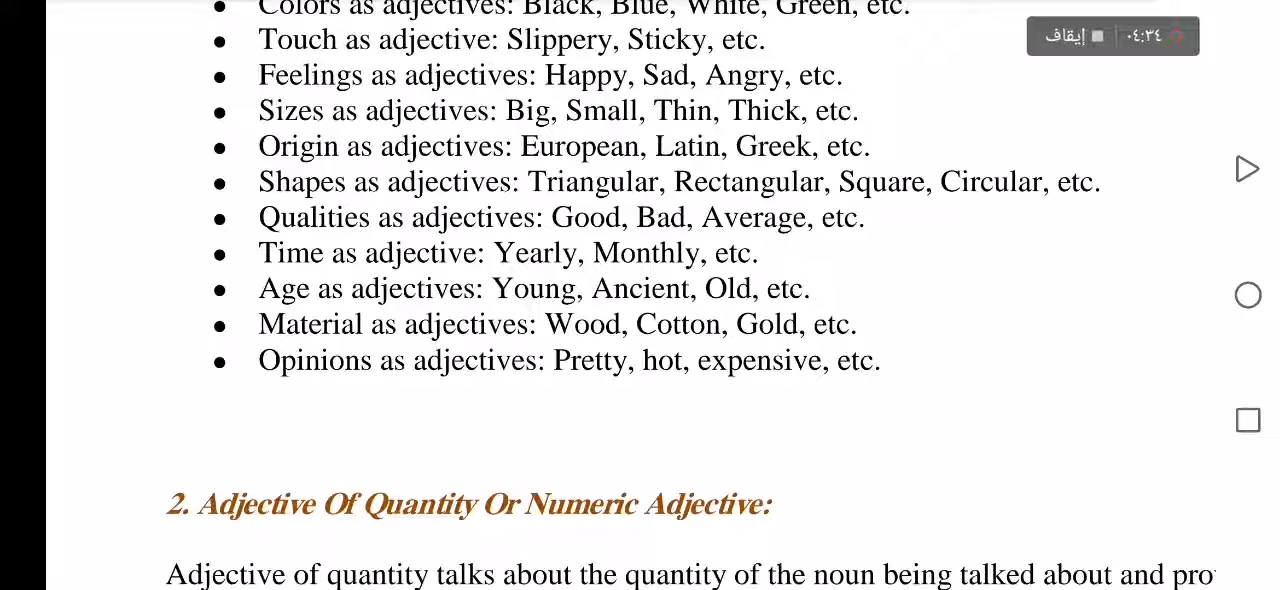 • Colors as adjectives: Black, Blue, White, Green, etc.
• Touch as adjective: Slippery, Sticky, etc.
إيقاف ٠٤:٣٤
• Feelings as adjectives: Happy, Sad, Angry, etc.
• Sizes as adjectives: Big, Small, Thin, Thick, etc.
• Origin as adjectives: European, Latin, Greek, etc.
• Shapes as adjectives: Triangular, Rectangular, Square, Circular, etc.
• Qualities as adjectives: Good, Bad, Average, etc.
• Time as adjective: Yearly, Monthly, etc.
• Age as adjectives: Young, Ancient, Old, etc.
• Material as adjectives: Wood, Cotton, Gold, etc.
• Opinions as adjectives: Pretty, hot, expensive, etc.
2. Adjective Of Quantity Or Numeric Adjective:
Adjective of quantity talks about the quantity of the noun being talked about and